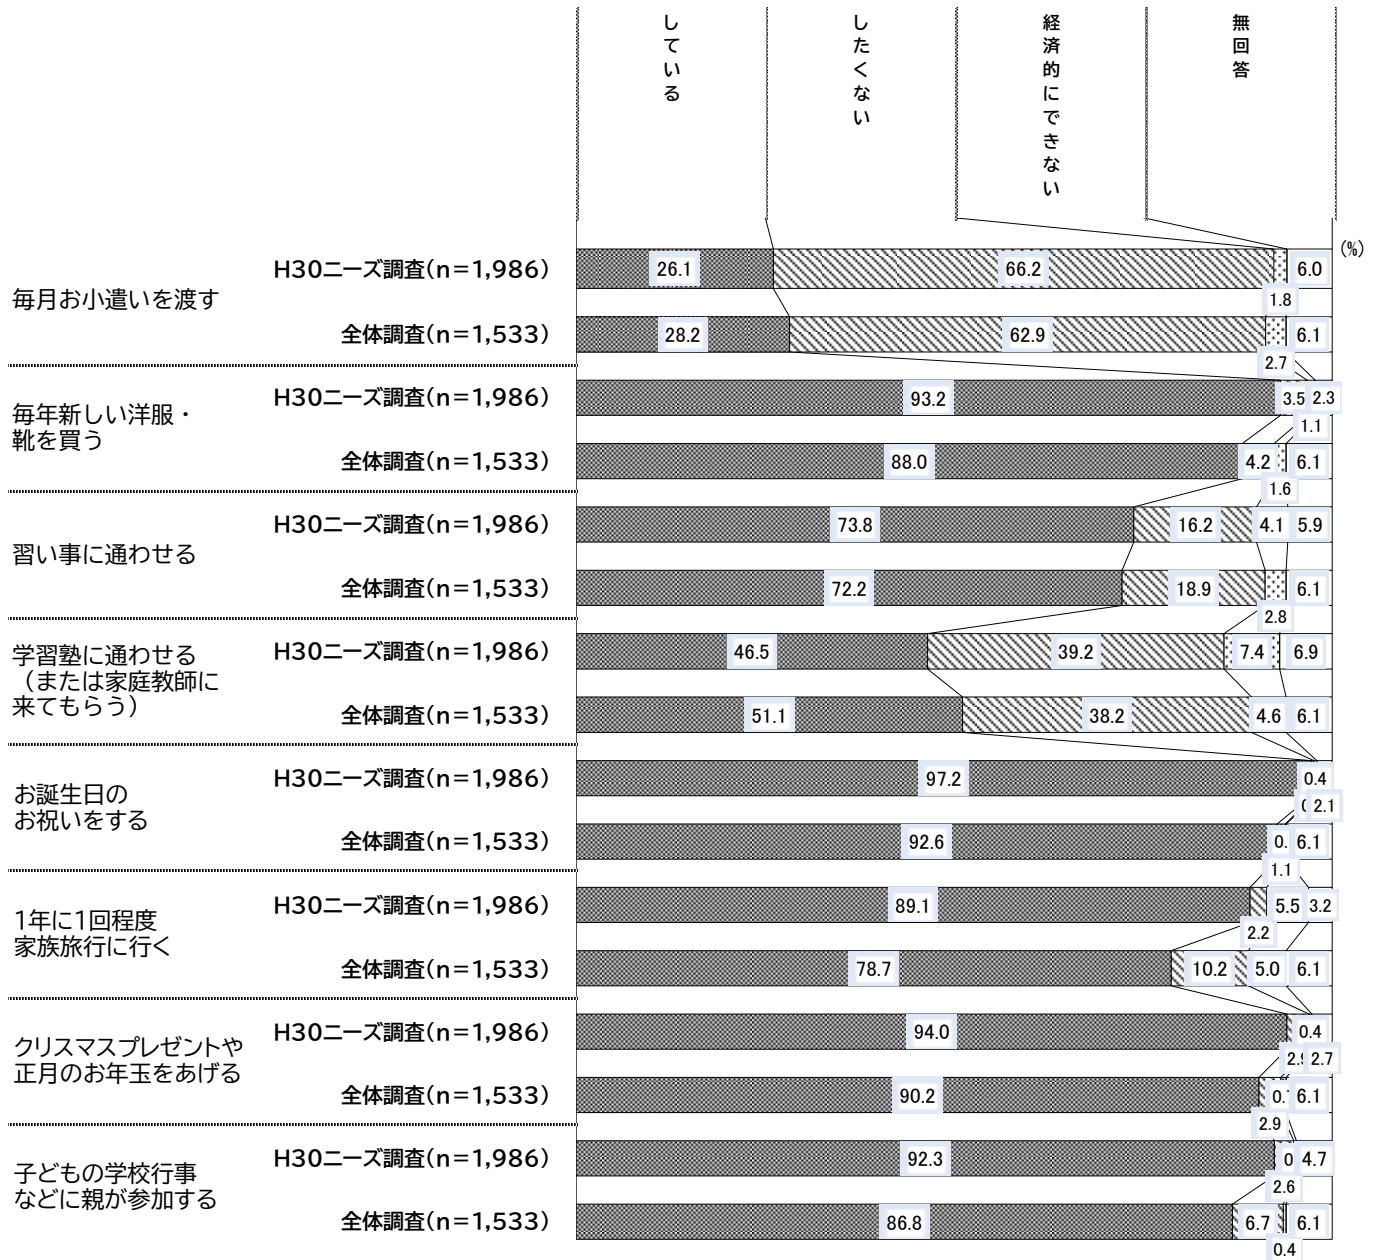 している
したくない
経済的にできない
無回答
(%)
毎月お小遣いを渡す
H30ニーズ調査(n=1,986)
26.1
66.2
1.8
6.0
全体調査(n=1,533)
28.2
62.9
2.7
6.1
毎年新しい洋服・
靴を買う
H30ニーズ調査(n=1,986)
93.2
3.5
2.3
1.1
全体調査(n=1,533)
88.0
4.2
1.6
6.1
習い事に通わせる
H30ニーズ調査(n=1,986)
73.8
16.2
4.1
5.9
全体調査(n=1,533)
72.2
18.9
2.8
6.1
学習塾に通わせる
（または家庭教師に
来てもらう）
H30ニーズ調査(n=1,986)
46.5
39.2
7.4
6.9
全体調査(n=1,533)
51.1
38.2
4.6
6.1
お誕生日の
お祝いをする
H30ニーズ調査(n=1,986)
97.2
0.4
2.1
全体調査(n=1,533)
92.6
6.1
1.1
1年に1回程度
家族旅行に行く
H30ニーズ調査(n=1,986)
89.1
2.2
5.5
3.2
全体調査(n=1,533)
78.7
10.2
5.0
6.1
クリスマスプレゼントや
正月のお年玉をあげる
H30ニーズ調査(n=1,986)
94.0
0.4
2.9
2.7
全体調査(n=1,533)
90.2
6.1
2.9
子どもの学校行事
などに親が参加する
H30ニーズ調査(n=1,986)
92.3
4.7
2.6
全体調査(n=1,533)
86.8
6.7
6.1
0.4